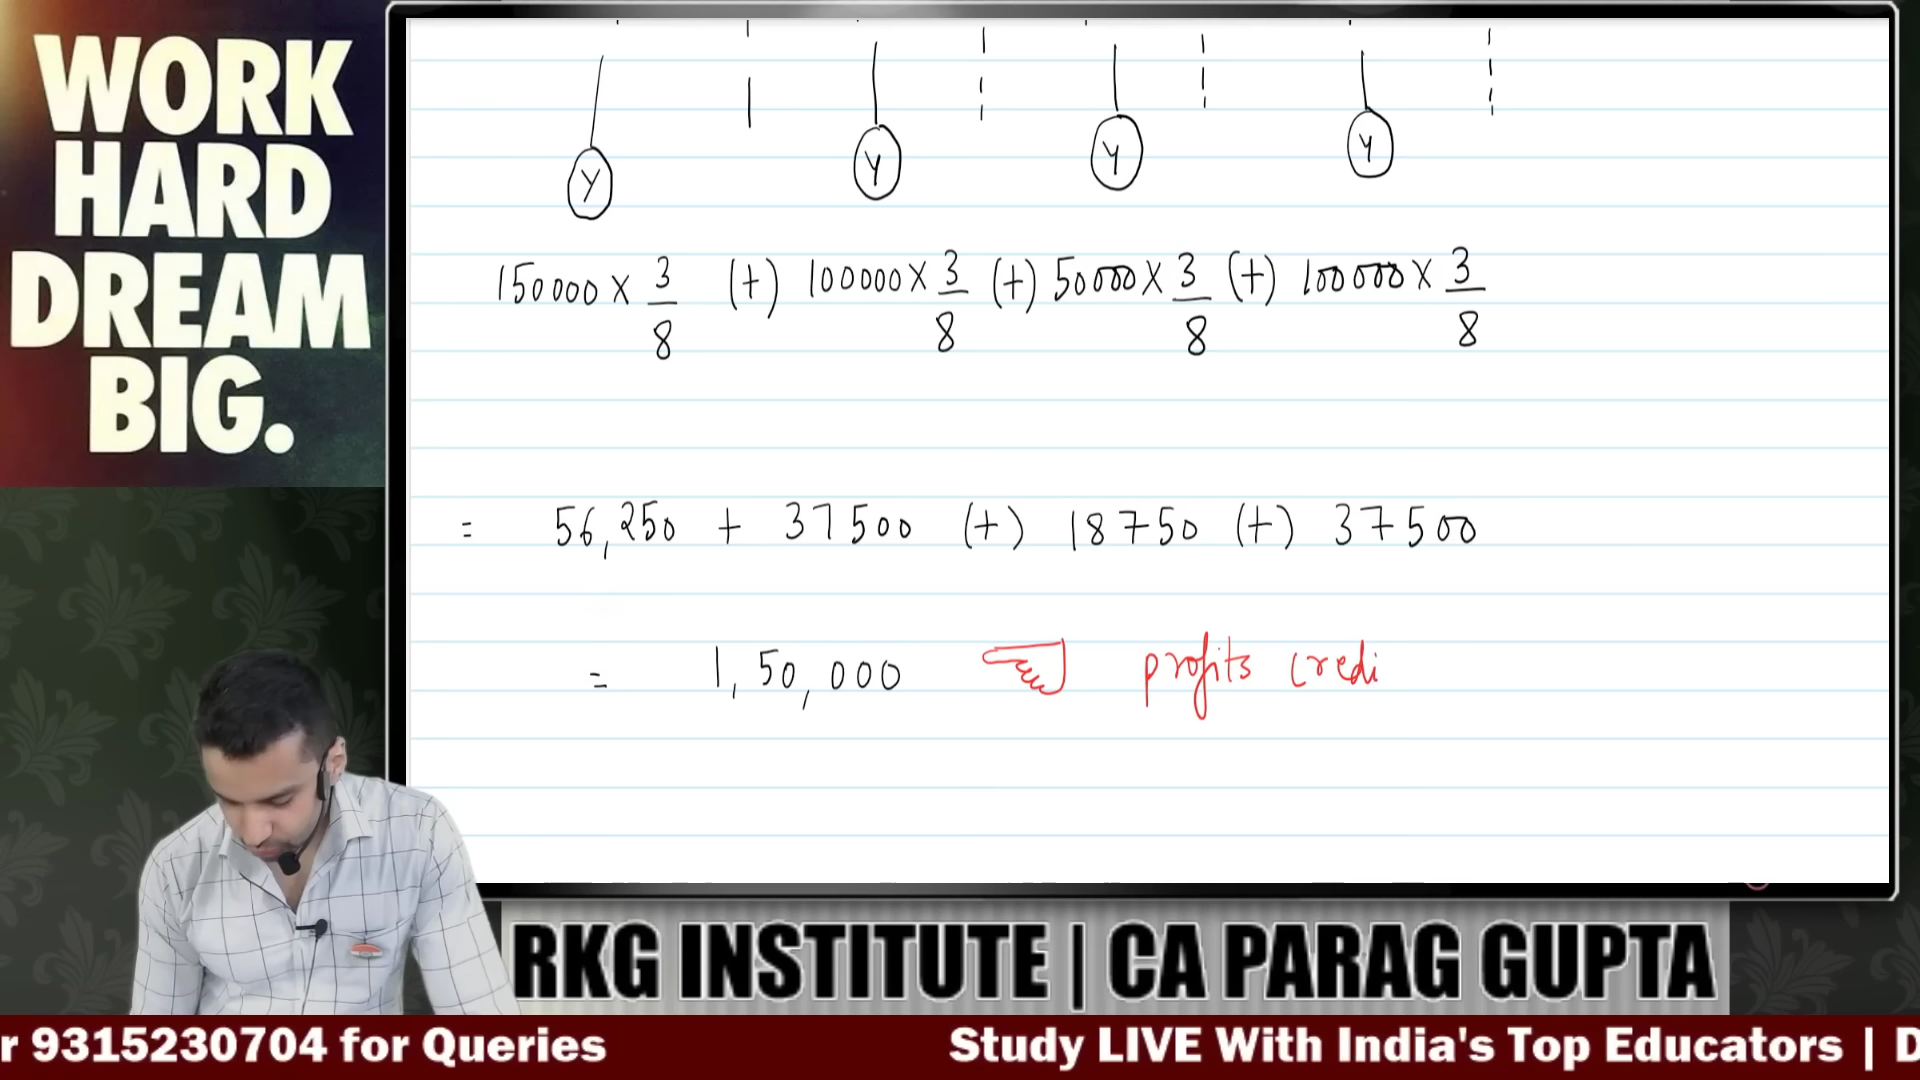 WORK
HARD
DREAM
BIG.
Y Y Y Y
150000 × 3/8 (+) 100000 × 3/8 (+) 50000 × 3/8 (+) 100000 × 3/8
= 56,250 + 37500 (+) 18750 (+) 37500
= 1,50,000 profits credi
RKG INSTITUTE | CA PARAG GUPTA
r 9315230704 for Queries Study LIVE With India's Top Educators | D